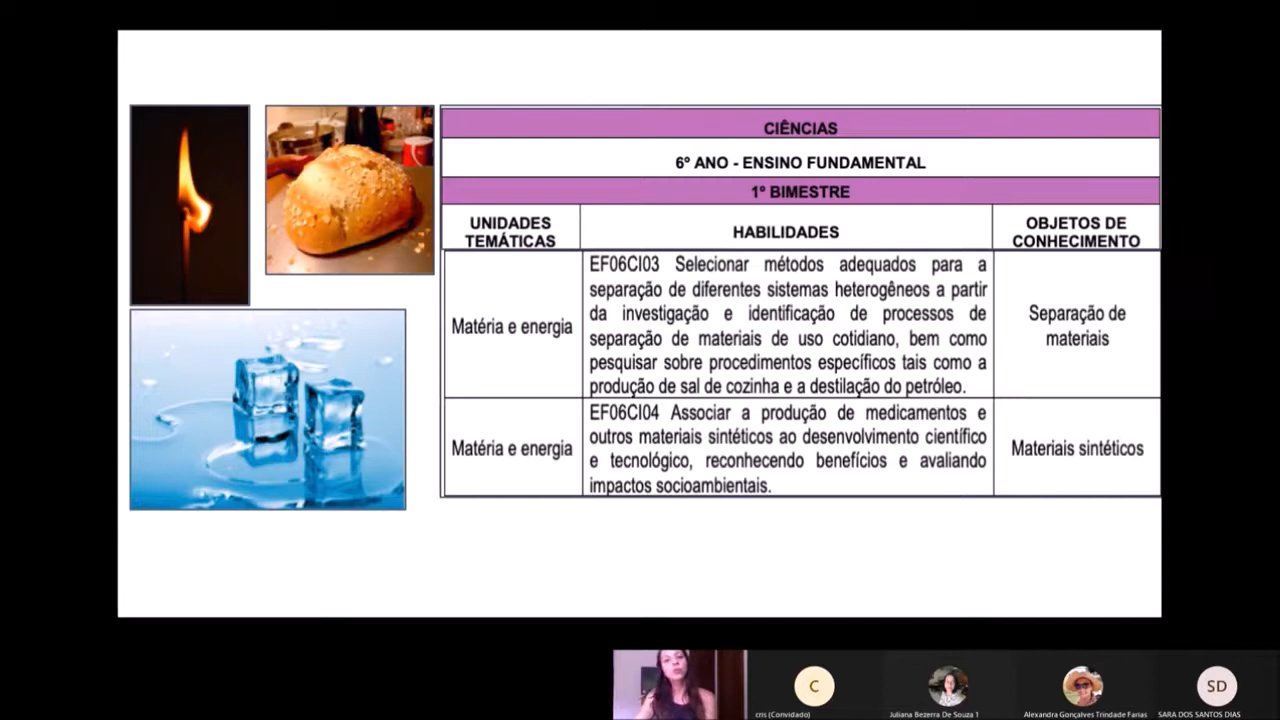 CIÊNCIAS
6º ANO - ENSINO FUNDAMENTAL
1º BIMESTRE
UNIDADES
TEMÁTICAS
HABILIDADES
OBJETOS DE
CONHECIMENTO
Matéria e energia
EF06CI03 Selecionar métodos adequados para a
separação de diferentes sistemas heterogêneos a partir
da investigação e identificação de processos de
separação de materiais de uso cotidiano, bem como
pesquisar sobre procedimentos específicos tais como a
produção de sal de cozinha e a destilação do petróleo.
Separação de
materiais
Matéria e energia
EF06CI04 Associar a produção de medicamentos e
outros materiais sintéticos ao desenvolvimento científico
e tecnológico, reconhecendo benefícios e avaliando
impactos socioambientais.
Materiais sintéticos
C
SD
cris (Convidado)
Juliana Bezerra De Souza 1
Alexandra Gonçalves Trindade Farias
SARA DOS SANTOS DIAS